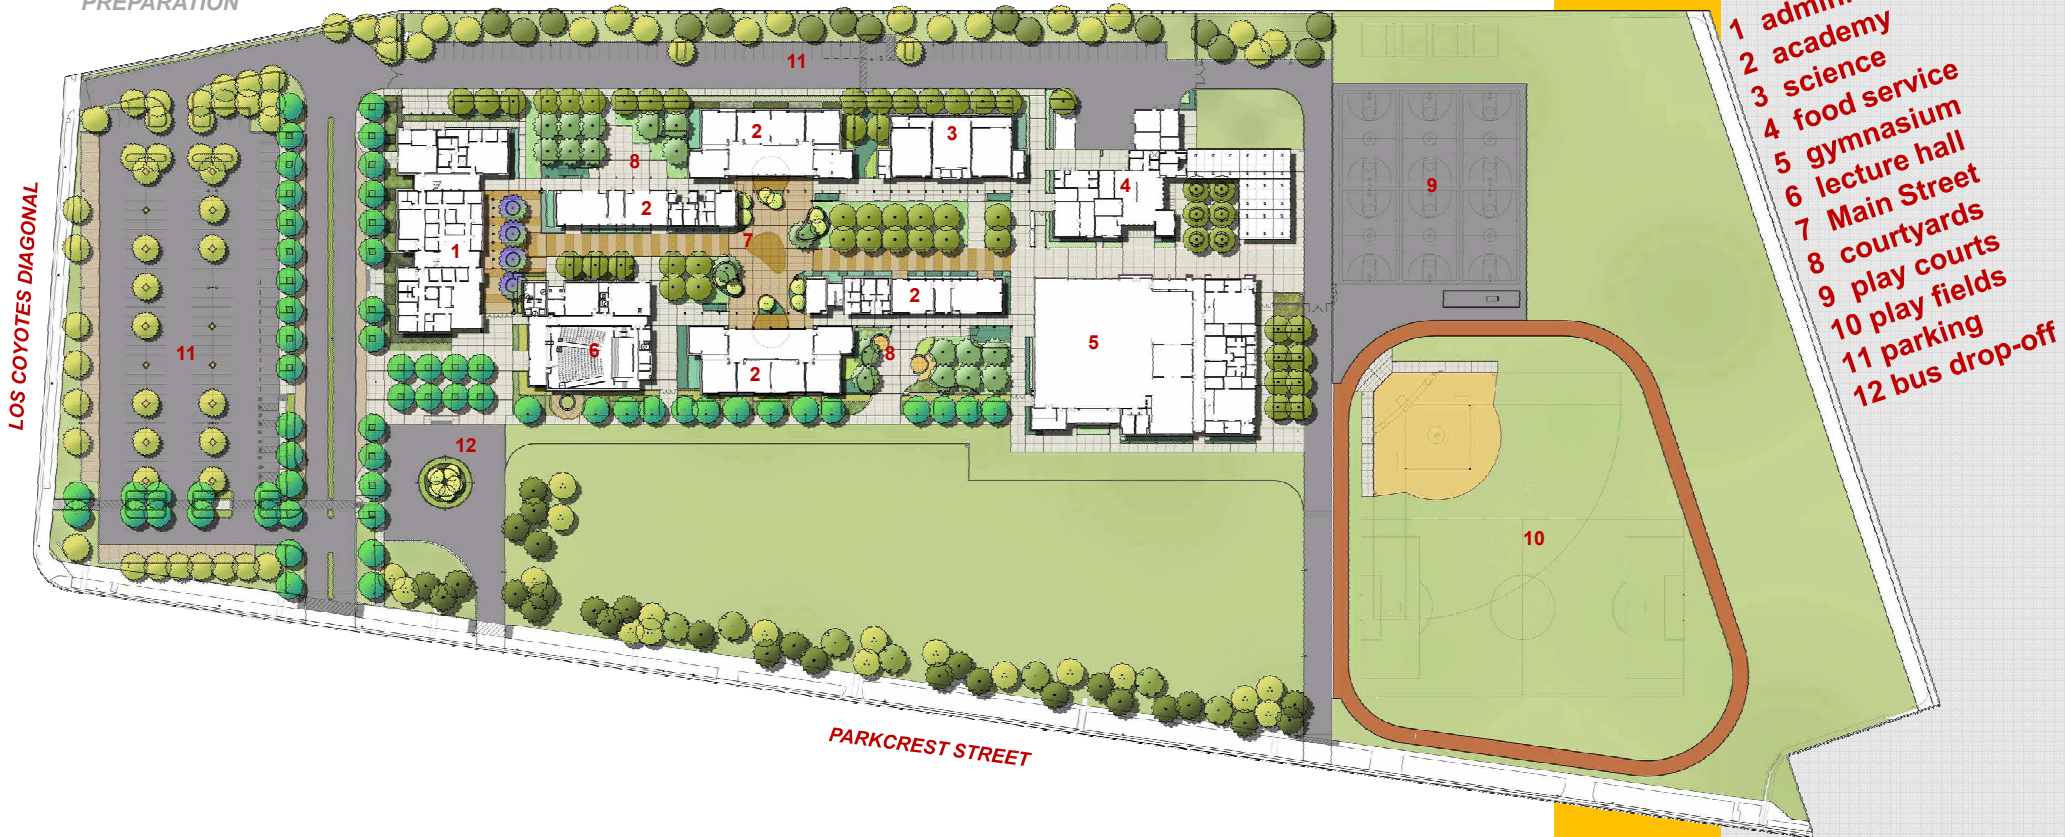 PREPARATION
1
2 academy
3 science
4 food service
5 gymnasium
6 lecture hall
7 Main Street
8 courtyards
9 play courts
10 play fields
11 parking
12 bus drop-off
LOS COYOTES DIAGONAL
PARKCREST STREET
11
2
3
8
4
9
2
1
7
2
11
6
5
8
2
12
10